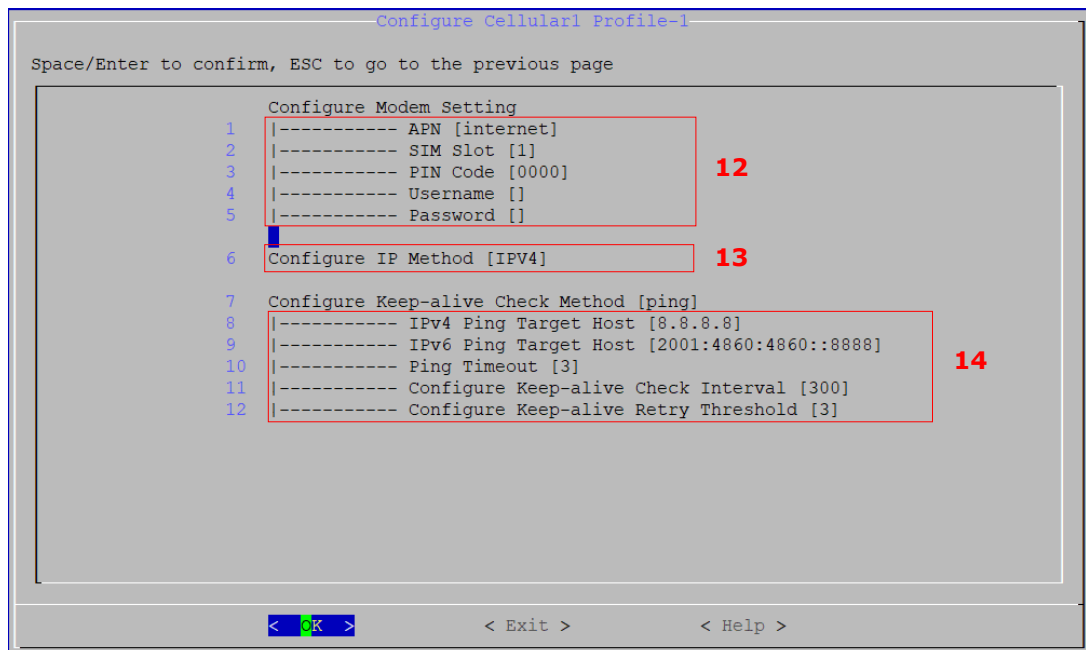 Configure Cellular1 Profile-1
Space/Enter to confirm, ESC to go to the previous page
Configure Modem Setting
1 |----------- APN [internet]
2 |----------- SIM Slot [1]
3 |----------- PIN Code [0000]
4 |----------- Username []
5 |----------- Password []
12
6 Configure IP Method [IPV4]
13
7 Configure Keep-alive Check Method [ping]
8 |----------- IPv4 Ping Target Host [8.8.8.8]
9 |----------- IPv6 Ping Target Host [2001:4860:4860::8888]
10 |----------- Ping Timeout [3]
11 |----------- Configure Keep-alive Check Interval [300]
12 |----------- Configure Keep-alive Retry Threshold [3]
14
< OK > < Exit > < Help >